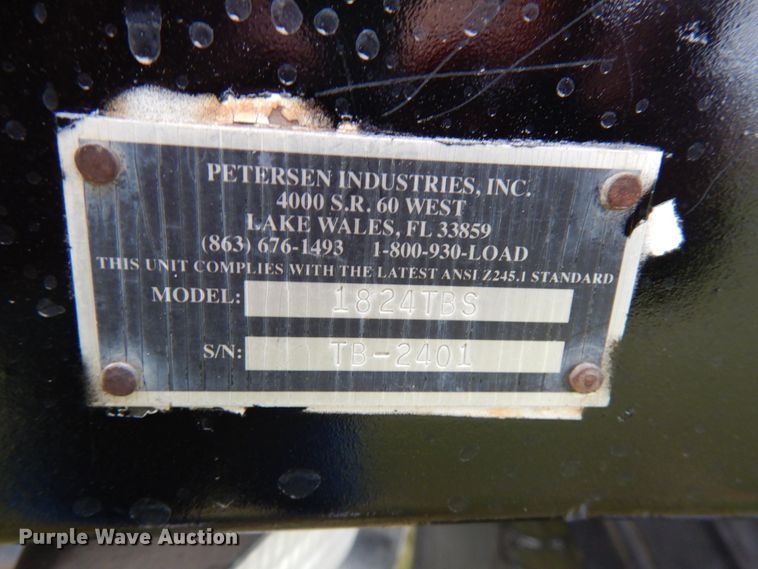 PETERSEN INDUSTRIES, INC.
4000 S.R. 60 WEST
LAKE WALES, FL 33859
(863) 676-1493 1-800-930-LOAD
THIS UNIT COMPLIES WITH THE LATEST ANSI Z245.1 STANDARD
MODEL: 1824TBS
S/N: TB-2401
Purple Wave Auction